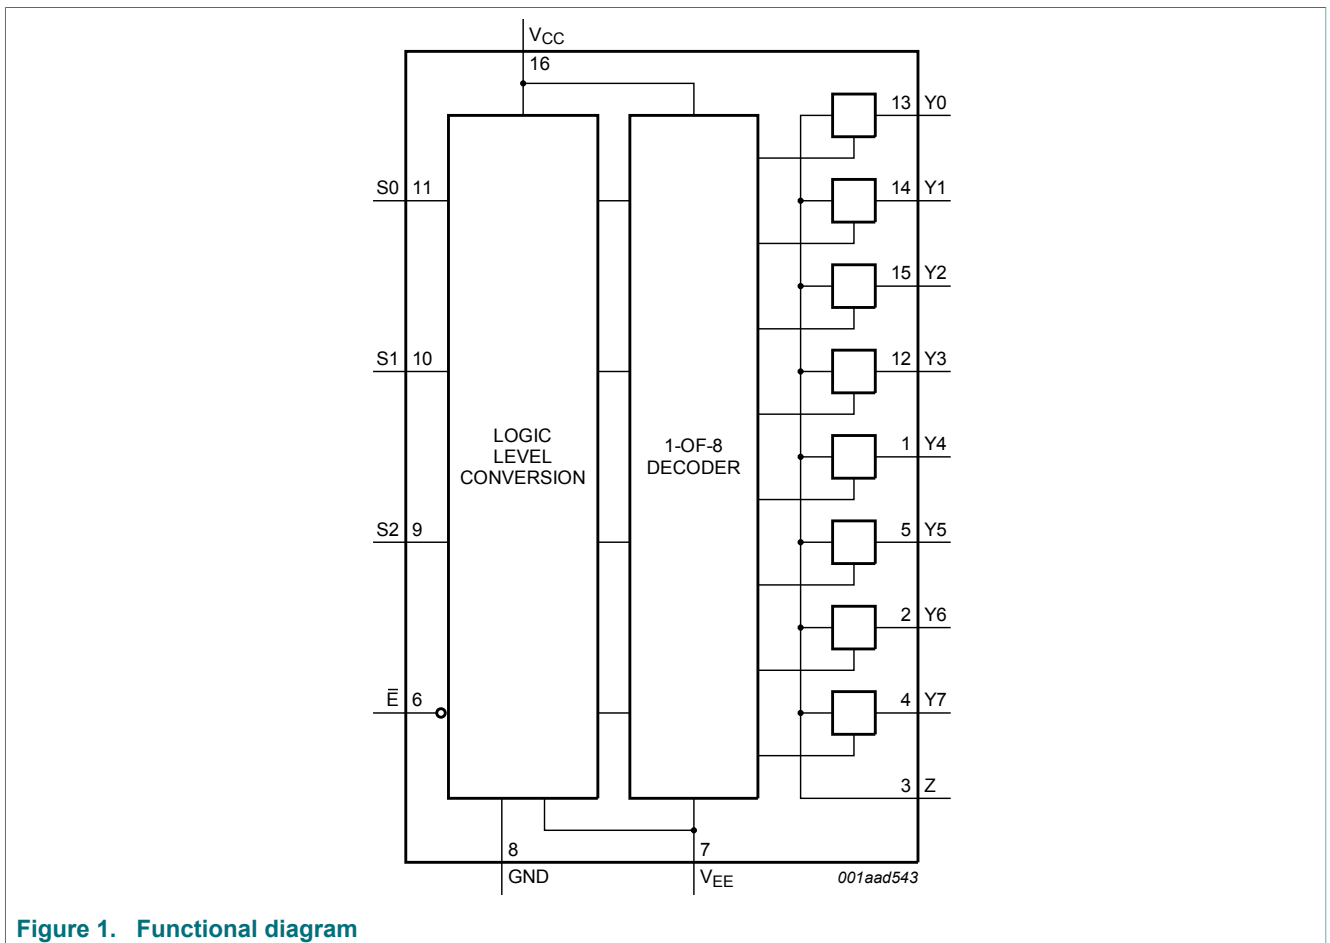 VCC
16
13 Y0
S0 11
14 Y1
15 Y2
S1 10
12 Y3
LOGIC
LEVEL
CONVERSION
1-OF-8
DECODER
1 Y4
S2 9
5 Y5
2 Y6
E̅ 6
4 Y7
3 Z
8
GND
7
VEE
001aad543
Figure 1. Functional diagram